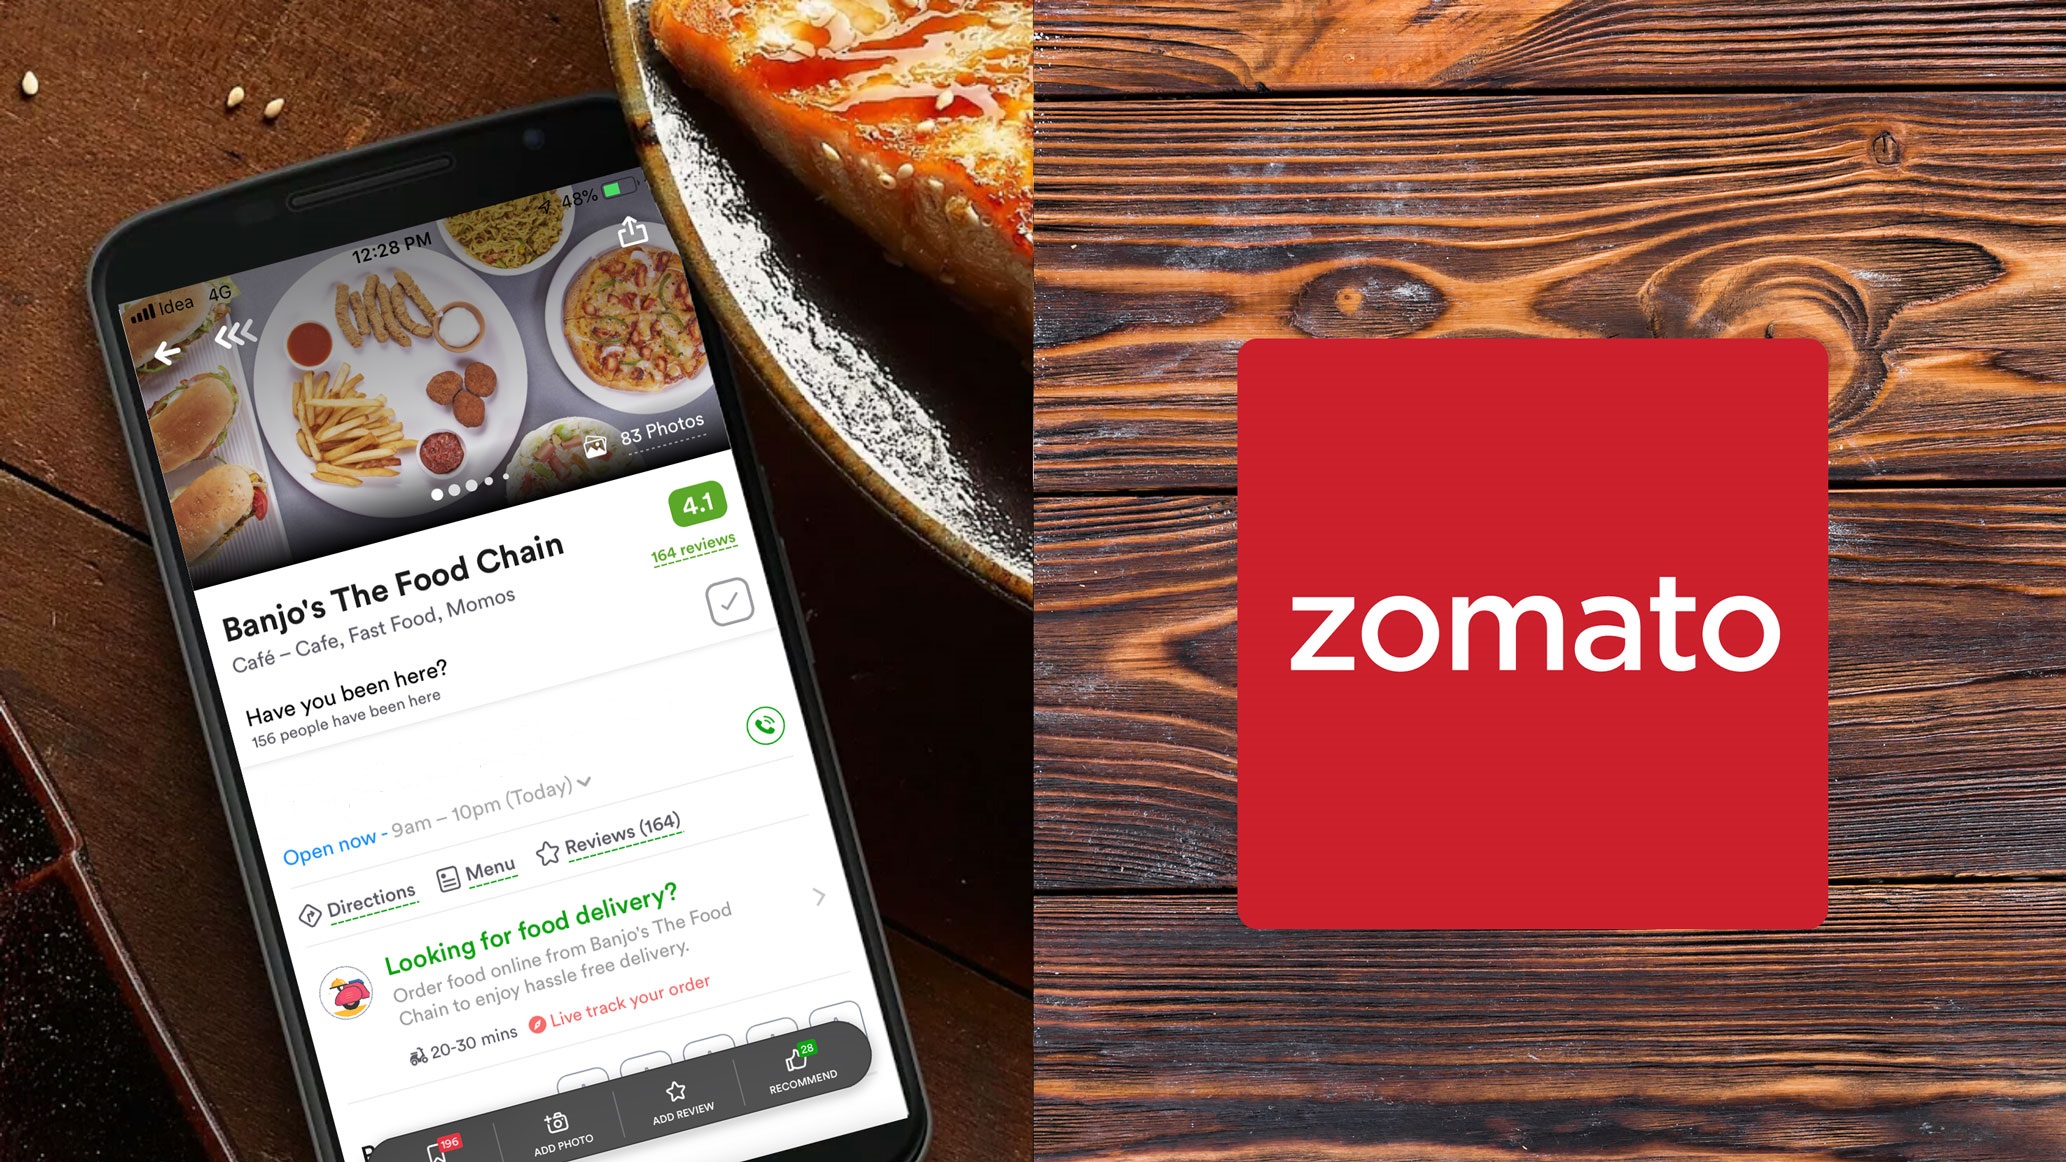 Idea 4G
12:28 PM
48%
83 Photos
Banjo's The Food Chain
4.1
Café – Cafe, Fast Food, Momos
164 reviews
Have you been here?
156 people have been here
Open now - 9am – 10pm (Today)
Directions
Menu
Reviews (164)
Looking for food delivery?
Order food online from Banjo's The Food
Chain to enjoy hassle free delivery.
20-30 mins
Live track your order
196
ADD PHOTO
ADD REVIEW
28
RECOMMEND
zomato